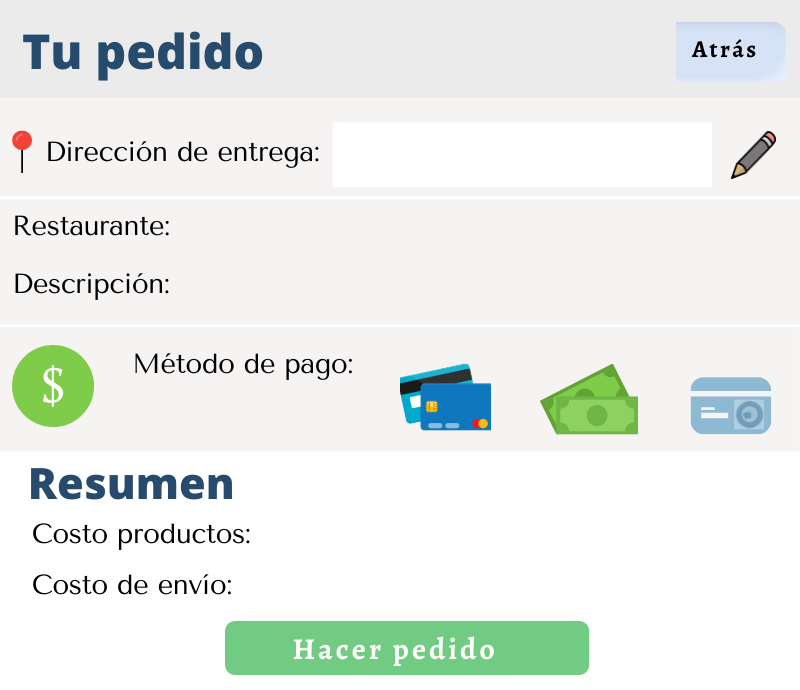 Tu pedido
Atrás
Dirección de entrega:
Restaurante:
Descripción:
$
Método de pago:
Resumen
Costo productos:
Costo de envío:
Hacer pedido